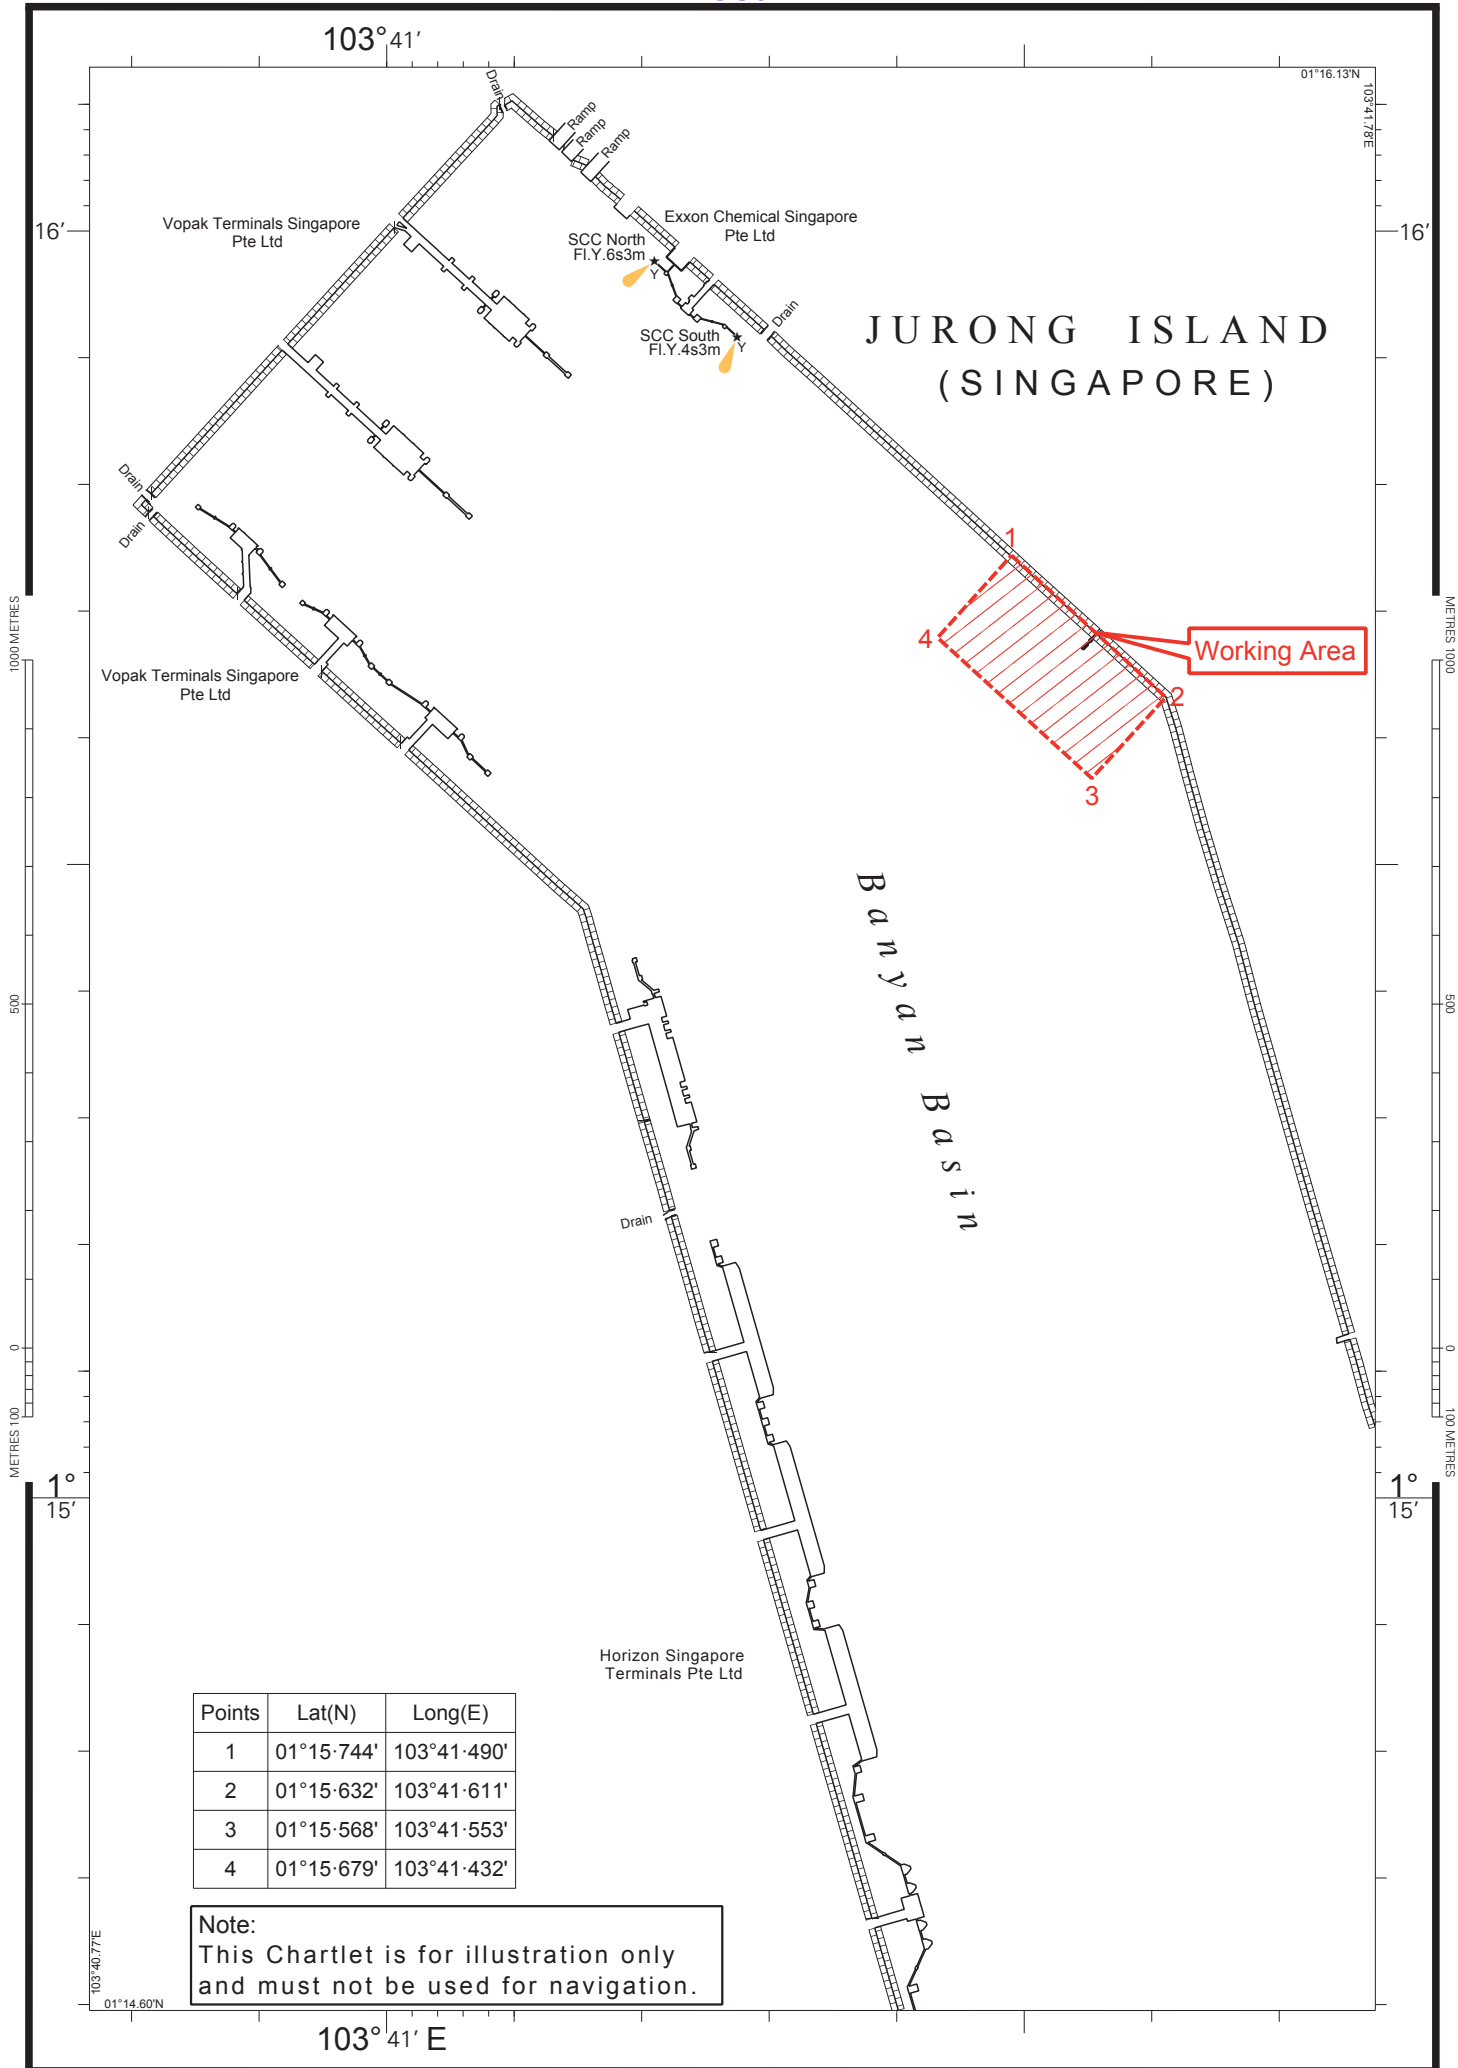 103°41′
01°16.13'N
103°41.78'E
Drain
Ramp
Ramp
Ramp
16′
16′
Vopak Terminals Singapore
Pte Ltd
Exxon Chemical Singapore
Pte Ltd
SCC North
Fl.Y.6s3m
Y
SCC South
Fl.Y.4s3m
Y
Drain
JURONG ISLAND
(SINGAPORE)
Drain
Drain
1
4
Working Area
2
3
1000 METRES
METRES 1000
Vopak Terminals Singapore
Pte Ltd
Banyan Basin
500
500
Drain
0
0
METRES 100
100 METRES
1°
15′
1°
15′
Horizon Singapore
Terminals Pte Ltd
Points Lat(N) Long(E)
1 01°15·744' 103°41·490'
2 01°15·632' 103°41·611'
3 01°15·568' 103°41·553'
4 01°15·679' 103°41·432'
Note:
This Chartlet is for illustration only
and must not be used for navigation.
103°40.77'E
01°14.60'N
103°41′ E